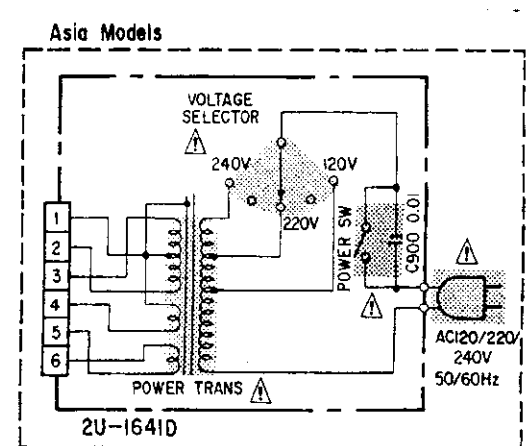 Asia Models
VOLTAGE
SELECTOR
240V
120V
220V
POWER SW
C900 0.01
1
2
3
4
5
6
POWER TRANS
AC120/220/
240V
50/60Hz
2U-1641D